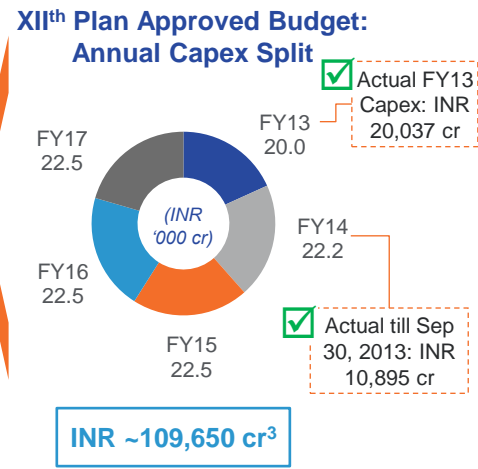 XIIth Plan Approved Budget:
Annual Capex Split
Actual FY13
Capex: INR
20,037 cr
FY13
20.0
FY17
22.5
(INR
'000 cr)
FY14
22.2
FY16
22.5
Actual till Sep
30, 2013: INR
10,895 cr
FY15
22.5
INR ~109,650 cr3